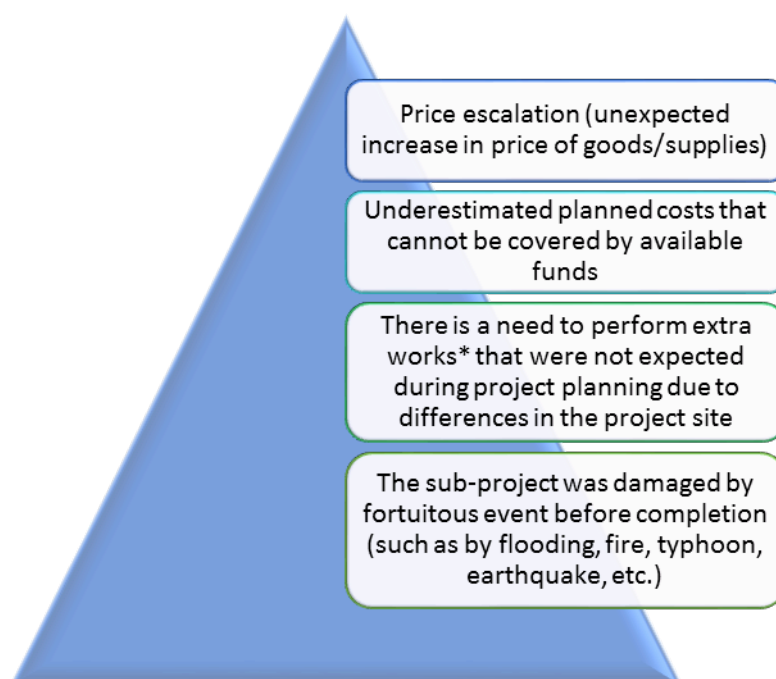 Price escalation (unexpected
increase in price of goods/supplies)
Underestimated planned costs that
cannot be covered by available
funds
There is a need to perform extra
works* that were not expected
during project planning due to
differences in the project site
The sub-project was damaged by
fortuitous event before completion
(such as by flooding, fire, typhoon,
earthquake, etc.)